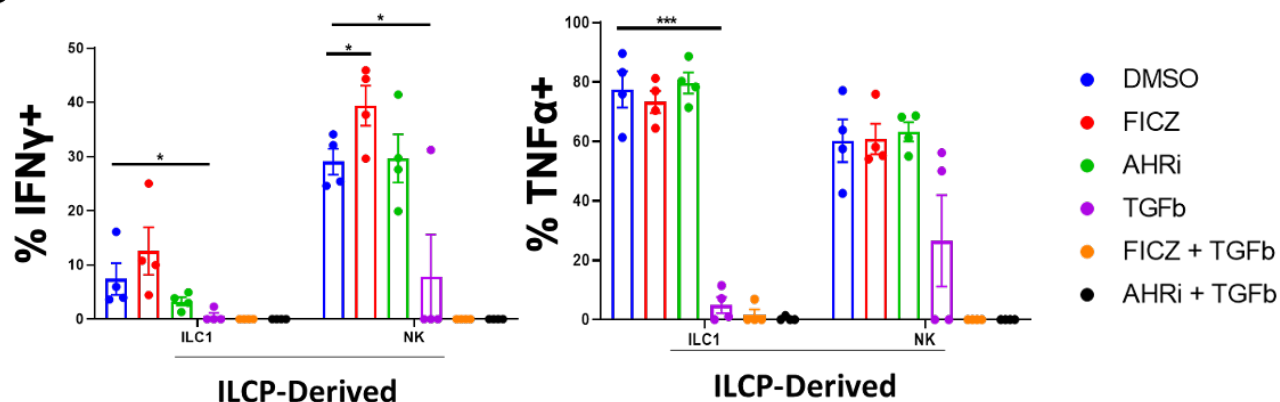 % IFNγ+
50
40
30
20
10
0
*
*
*
ILC1
NK
ILCP-Derived
% TNFα+
100
80
60
40
20
0
***
ILC1
NK
ILCP-Derived
DMSO
FICZ
AHRi
TGFb
FICZ + TGFb
AHRi + TGFb